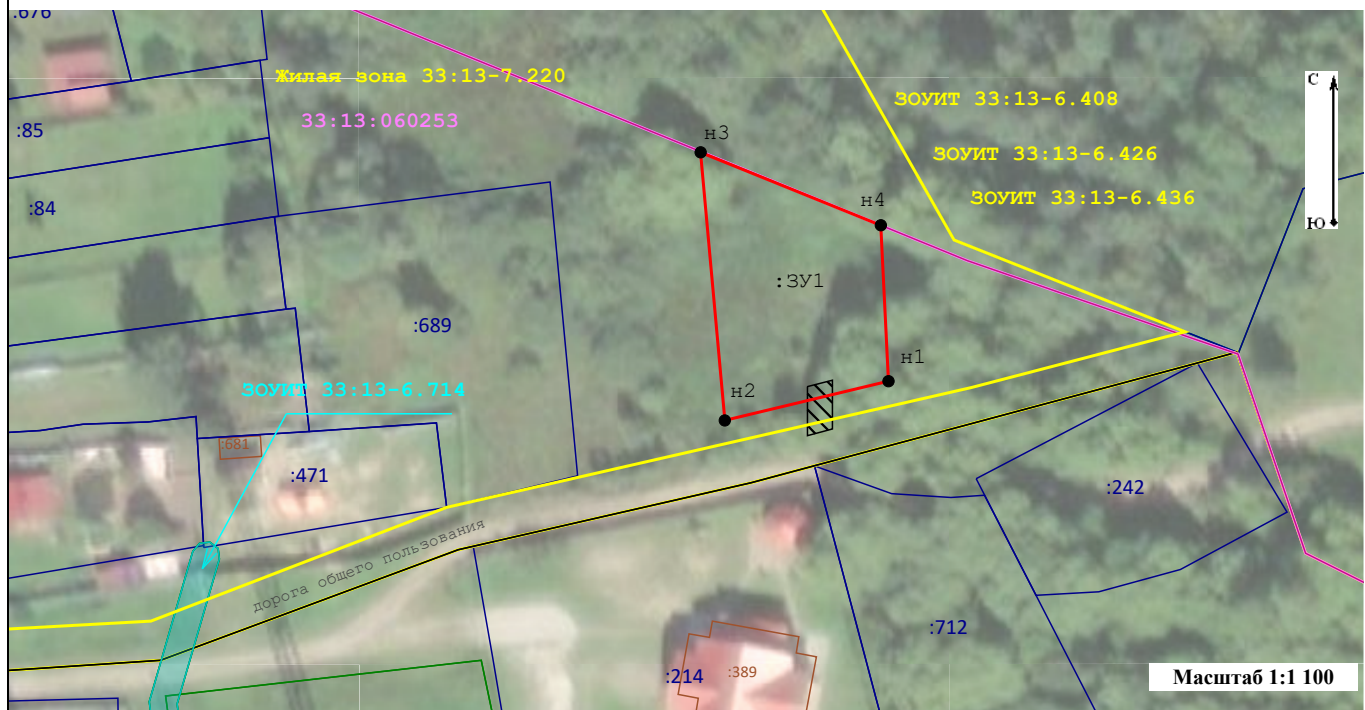 :676
Жилая зона 33:13-7.220
С
ЗОУИТ 33:13-6.408
33:13:060253
:85
н3
ЗОУИТ 33:13-6.426
ЗОУИТ 33:13-6.436
:84
н4
Ю
:ЗУ1
:689
н1
ЗОУИТ 33:13-6.714
н2
:681
:471
:242
дорога общего пользования
:712
:214
:389
Масштаб 1:1 100